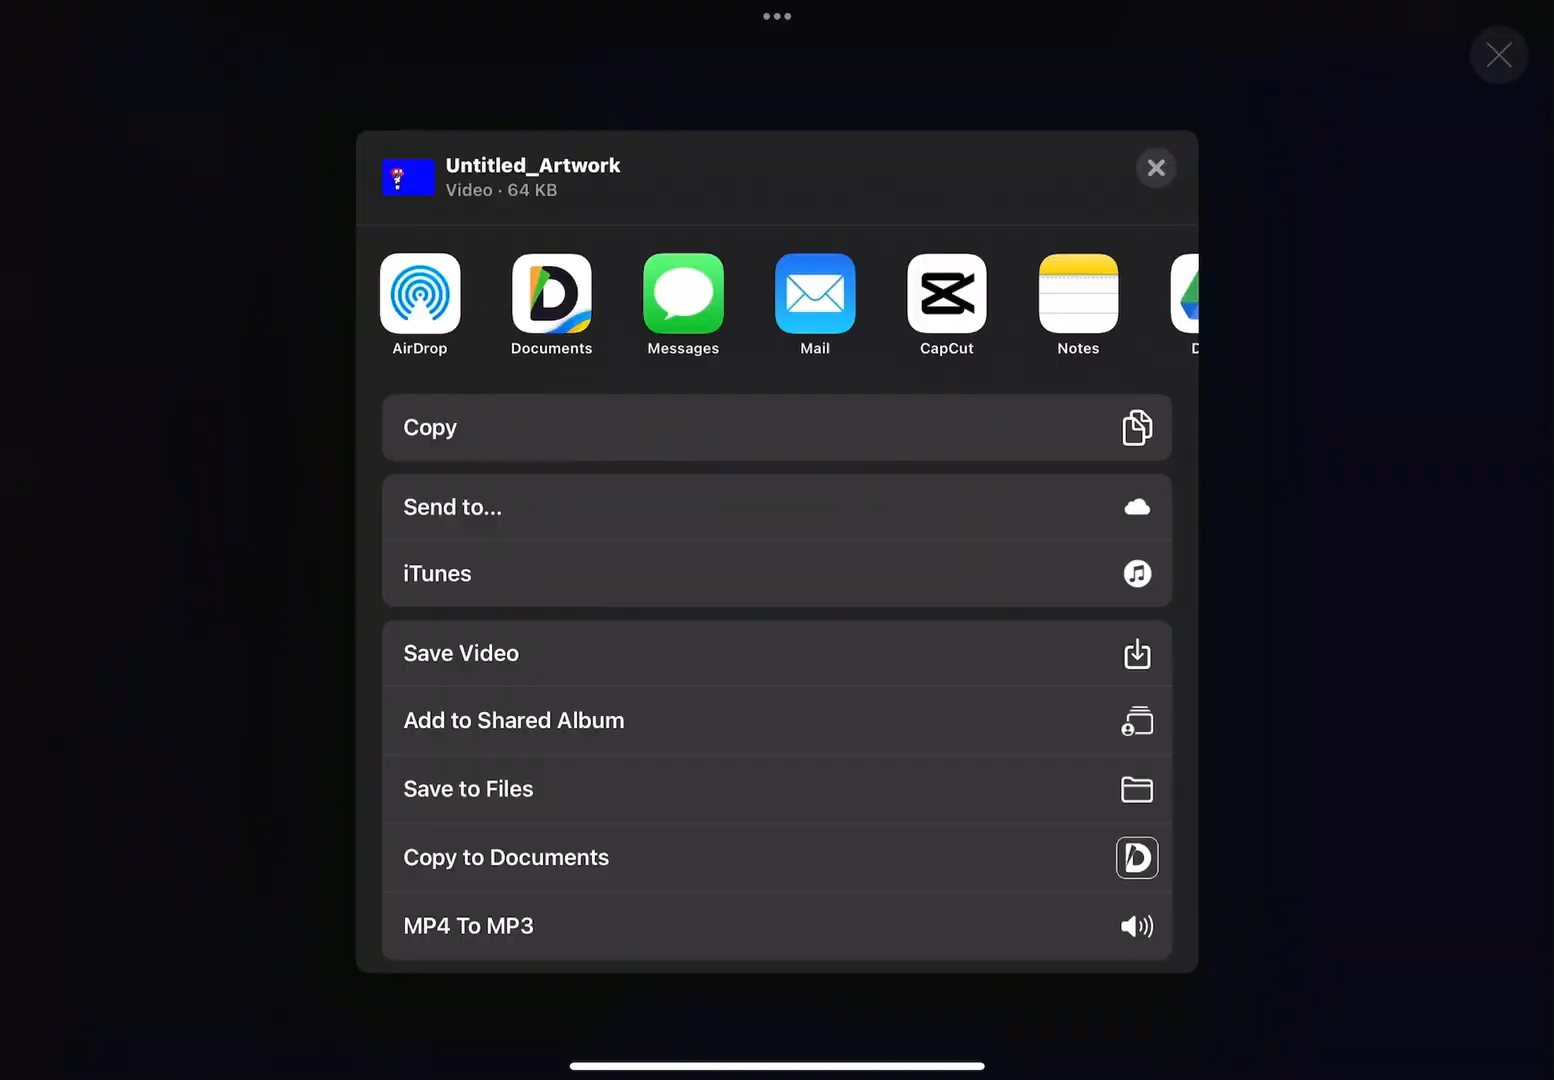 Untitled_Artwork
Video · 64 KB
AirDrop
Documents
Messages
Mail
CapCut
Notes
D
Copy
Send to...
iTunes
Save Video
Add to Shared Album
Save to Files
Copy to Documents
MP4 To MP3